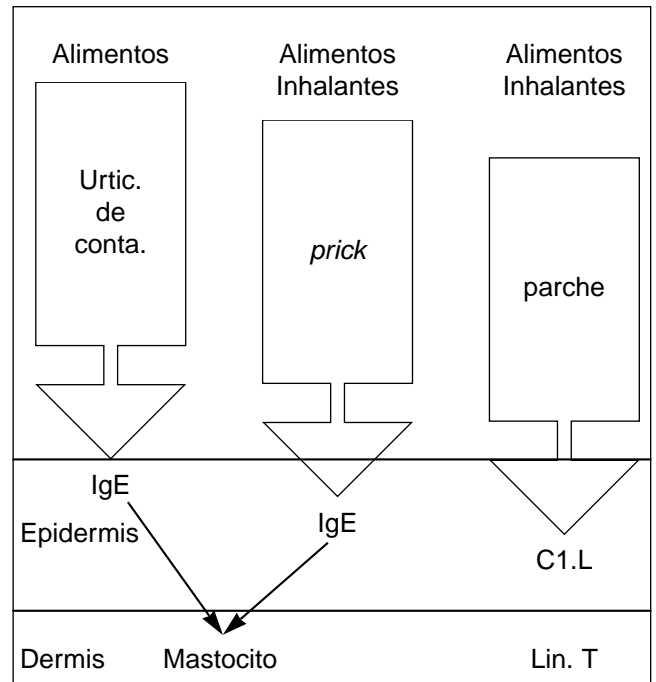 Alimentos
Alimentos
Inhalantes
Alimentos
Inhalantes
Urtic.
de
conta.
prick
parche
IgE
Epidermis
IgE
C1.L
Dermis
Mastocito
Lin. T